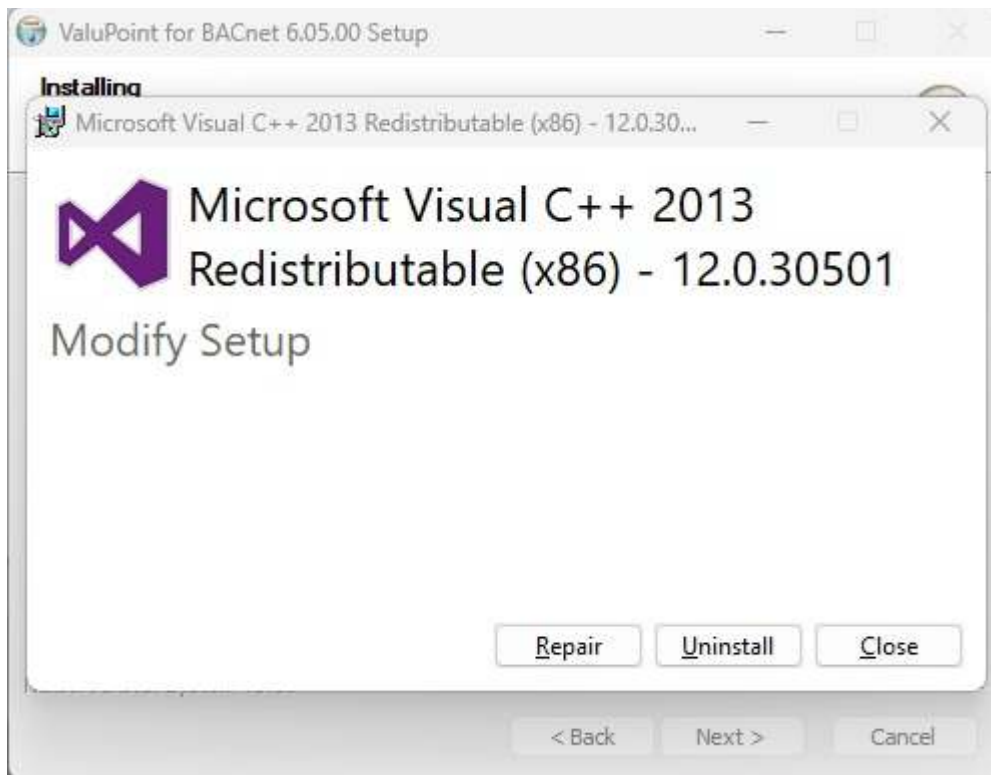 ValuPoint for BACnet 6.05.00 Setup
Installing
Microsoft Visual C++ 2013 Redistributable (x86) - 12.0.30...
Microsoft Visual C++ 2013
Redistributable (x86) - 12.0.30501
Modify Setup
Repair Uninstall Close
< Back Next > Cancel